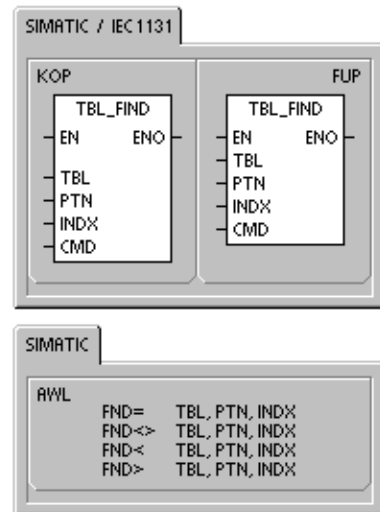 SIMATIC / IEC1131
KOP
FUP
TBL_FIND
EN ENO
TBL
PTN
INDX
CMD
TBL_FIND
EN ENO
TBL
PTN
INDX
CMD
SIMATIC
AWL
FND= TBL, PTN, INDX
FND<> TBL, PTN, INDX
FND< TBL, PTN, INDX
FND> TBL, PTN, INDX